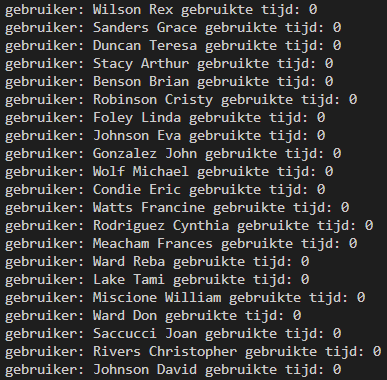 gebruiker: Wilson Rex gebruikte tijd: 0
gebruiker: Sanders Grace gebruikte tijd: 0
gebruiker: Duncan Teresa gebruikte tijd: 0
gebruiker: Stacy Arthur gebruikte tijd: 0
gebruiker: Benson Brian gebruikte tijd: 0
gebruiker: Robinson Cristy gebruikte tijd: 0
gebruiker: Foley Linda gebruikte tijd: 0
gebruiker: Johnson Eva gebruikte tijd: 0
gebruiker: Gonzalez John gebruikte tijd: 0
gebruiker: Wolf Michael gebruikte tijd: 0
gebruiker: Condie Eric gebruikte tijd: 0
gebruiker: Watts Francine gebruikte tijd: 0
gebruiker: Rodriguez Cynthia gebruikte tijd: 0
gebruiker: Meacham Frances gebruikte tijd: 0
gebruiker: Ward Reba gebruikte tijd: 0
gebruiker: Lake Tami gebruikte tijd: 0
gebruiker: Miscione William gebruikte tijd: 0
gebruiker: Ward Don gebruikte tijd: 0
gebruiker: Saccucci Joan gebruikte tijd: 0
gebruiker: Rivers Christopher gebruikte tijd: 0
gebruiker: Johnson David gebruikte tijd: 0